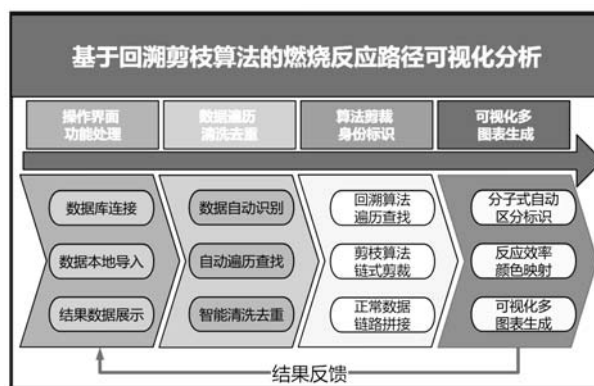 基于回溯剪枝算法的燃烧反应路径可视化分析
操作界面
功能处理
数据遍历
清洗去重
算法剪裁
身份标识
可视化多
图表生成
数据库连接
数据本地导入
结果数据展示
数据自动识别
自动遍历查找
智能清洗去重
回溯算法
遍历查找
剪枝算法
链式剪裁
正常数据
链路拼接
分子式自动
区分标识
反应效率
颜色映射
可视化多
图表生成
结果反馈